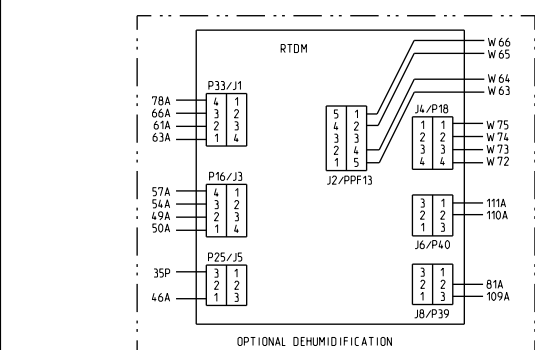 RTDM
W 66
W 65
W 64
W 63
P33/J1
78A 4 1
66A 3 2
61A 2 3
63A 1 4
5 1
4 2
3 3
2 4
1 5
J2/PPF13
J4/P18
1 1 W 75
2 2 W 74
3 3 W 73
4 4 W 72
P16/J3
57A 4 1
54A 3 2
49A 2 3
50A 1 4
3 1 111A
2 2 110A
1 3
J6/P40
P25/J5
35P 3 1
2 2
46A 1 3
3 1
2 2 81A
1 3 109A
J8/P39
OPTIONAL DEHUMIDIFICATION